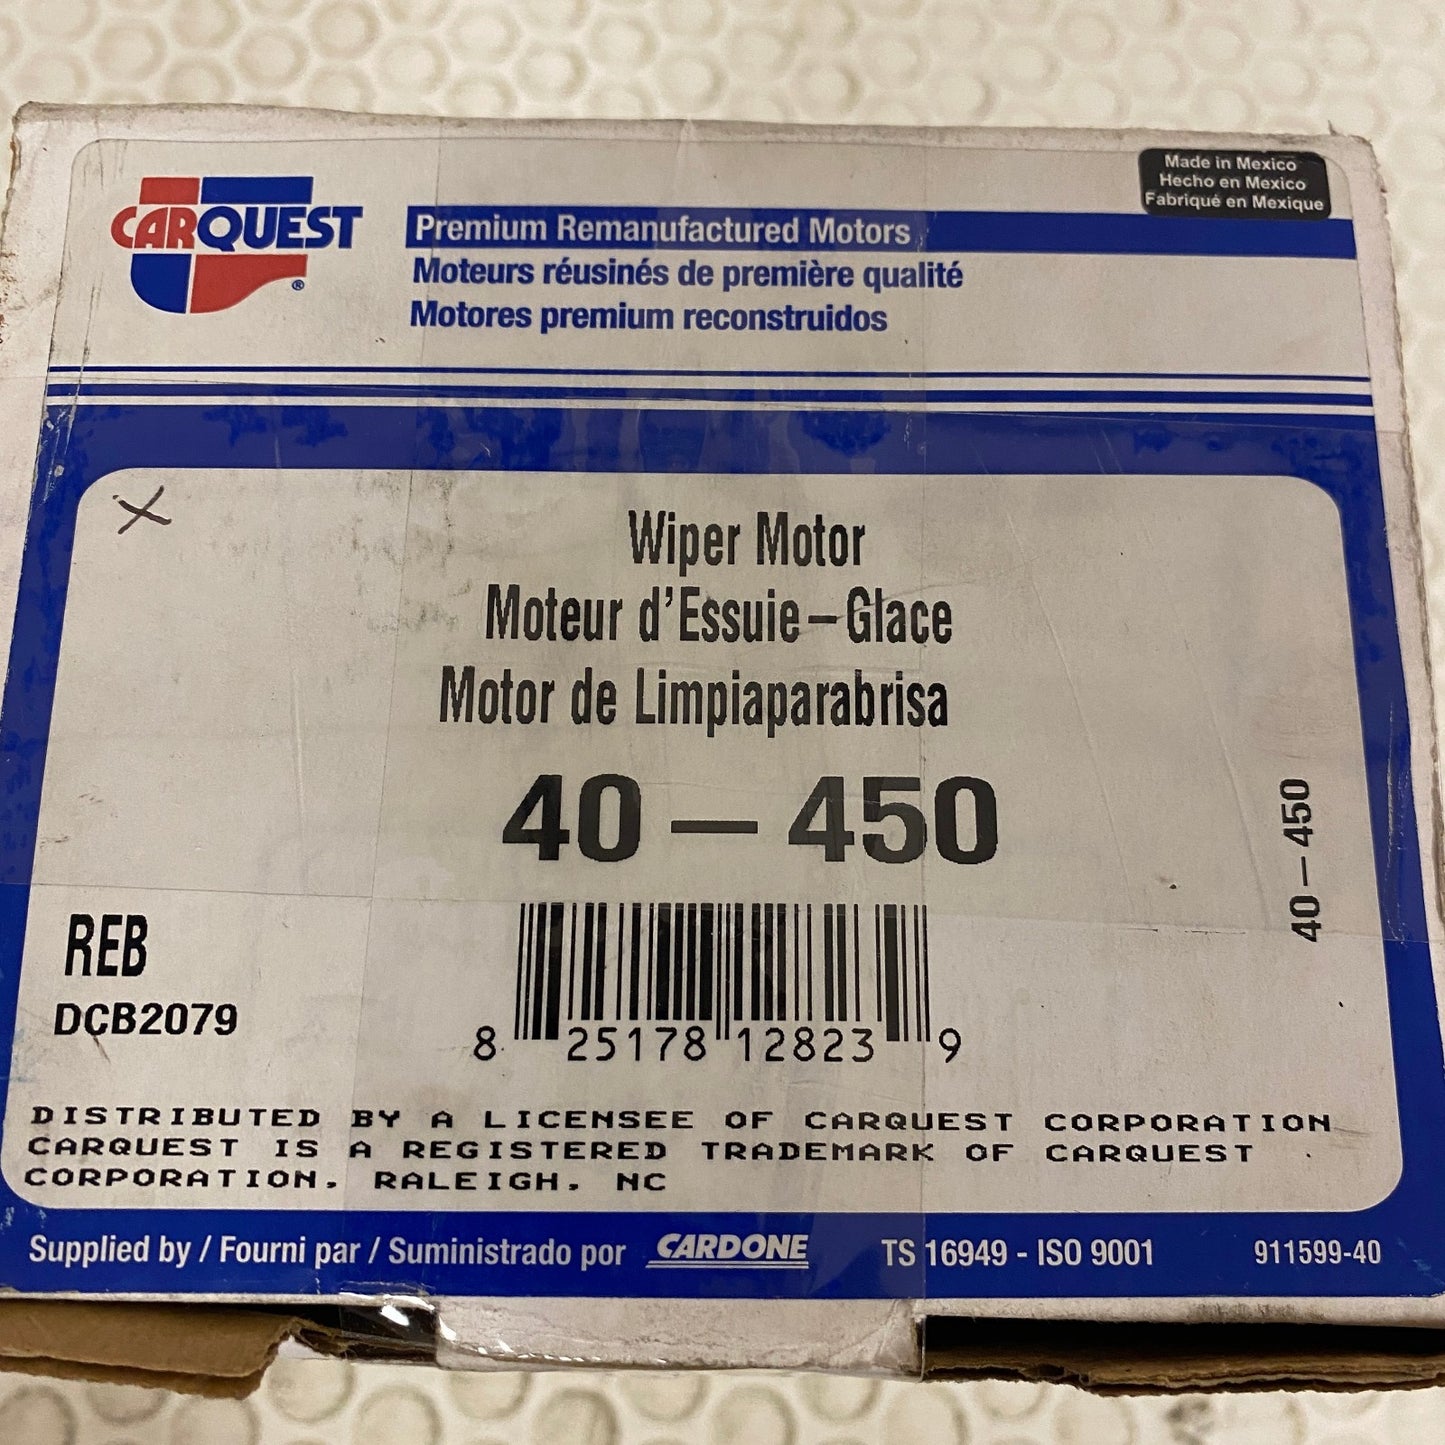 Made in Mexico
Hecho en Mexico
Fabriqué en Mexique
CARQUEST
®
Premium Remanufactured Motors
Moteurs réusinés de première qualité
Motores premium reconstruidos
X
Wiper Motor
Moteur d'Essuie-Glace
Motor de Limpiaparabrisa
40-450
40-450
REB
DCB2079
8 25178 12823 9
DISTRIBUTED BY A LICENSEE OF CARQUEST CORPORATION
CARQUEST IS A REGISTERED TRADEMARK OF CARQUEST
CORPORATION. RALEIGH. NC
Supplied by / Fourni par / Suministrado por CARDONE TS 16949 - ISO 9001 911599-40